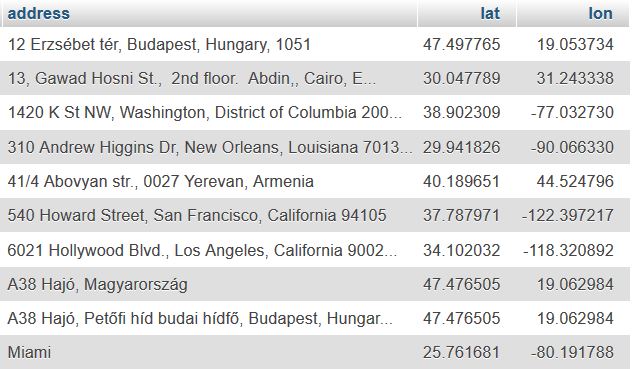 address lat lon
12 Erzsébet tér, Budapest, Hungary, 1051 47.497765 19.053734
13, Gawad Hosni St.,  2nd floor.  Abdin,, Cairo, E... 30.047789 31.243338
1420 K St NW, Washington, District of Columbia 200... 38.902309 -77.032730
310 Andrew Higgins Dr, New Orleans, Louisiana 7013... 29.941826 -90.066330
41/4 Abovyan str., 0027 Yerevan, Armenia 40.189651 44.524796
540 Howard Street, San Francisco, California 94105 37.787971 -122.397217
6021 Hollywood Blvd., Los Angeles, California 9002... 34.102032 -118.320892
A38 Hajó, Magyarország 47.476505 19.062984
A38 Hajó, Petőfi híd budai hídfő, Budapest, Hungar... 47.476505 19.062984
Miami 25.761681 -80.191788